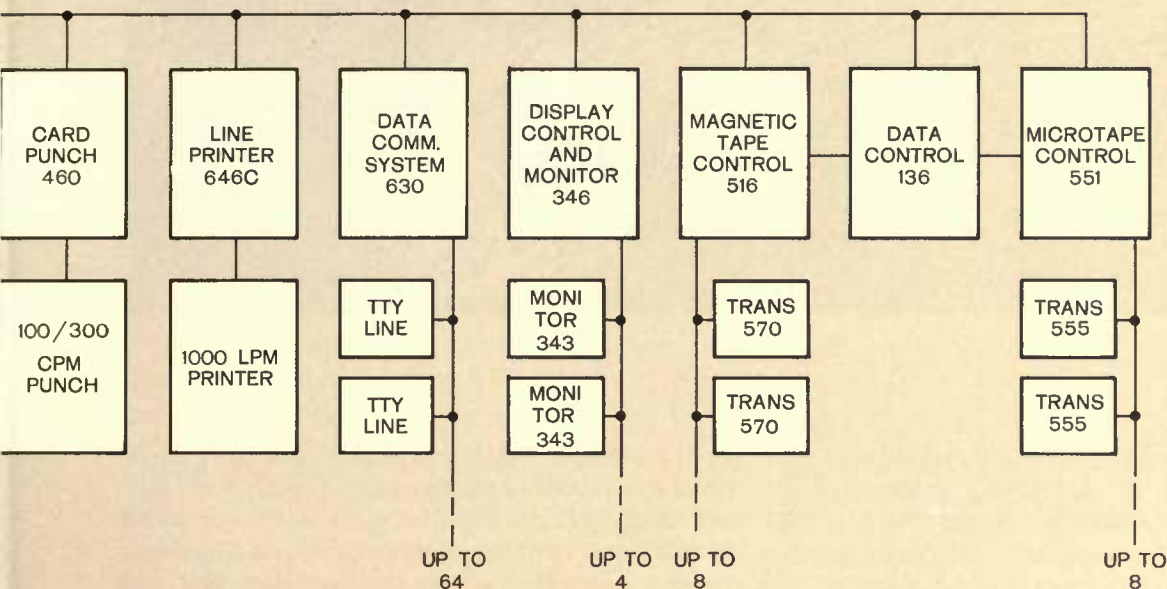 CARD
PUNCH
460
LINE
PRINTER
646C
DATA
COMM.
SYSTEM
630
DISPLAY
CONTROL
AND
MONITOR
346
MAGNETIC
TAPE
CONTROL
516
DATA
CONTROL
136
MICROTAPE
CONTROL
551
100/300
CPM
PUNCH
1000 LPM
PRINTER
TTY
LINE
TTY
LINE
MONI
TOR
343
MONI
TOR
343
TRANS
570
TRANS
570
TRANS
555
TRANS
555
UP TO
64
UP TO
4
UP TO
8
UP TO
8